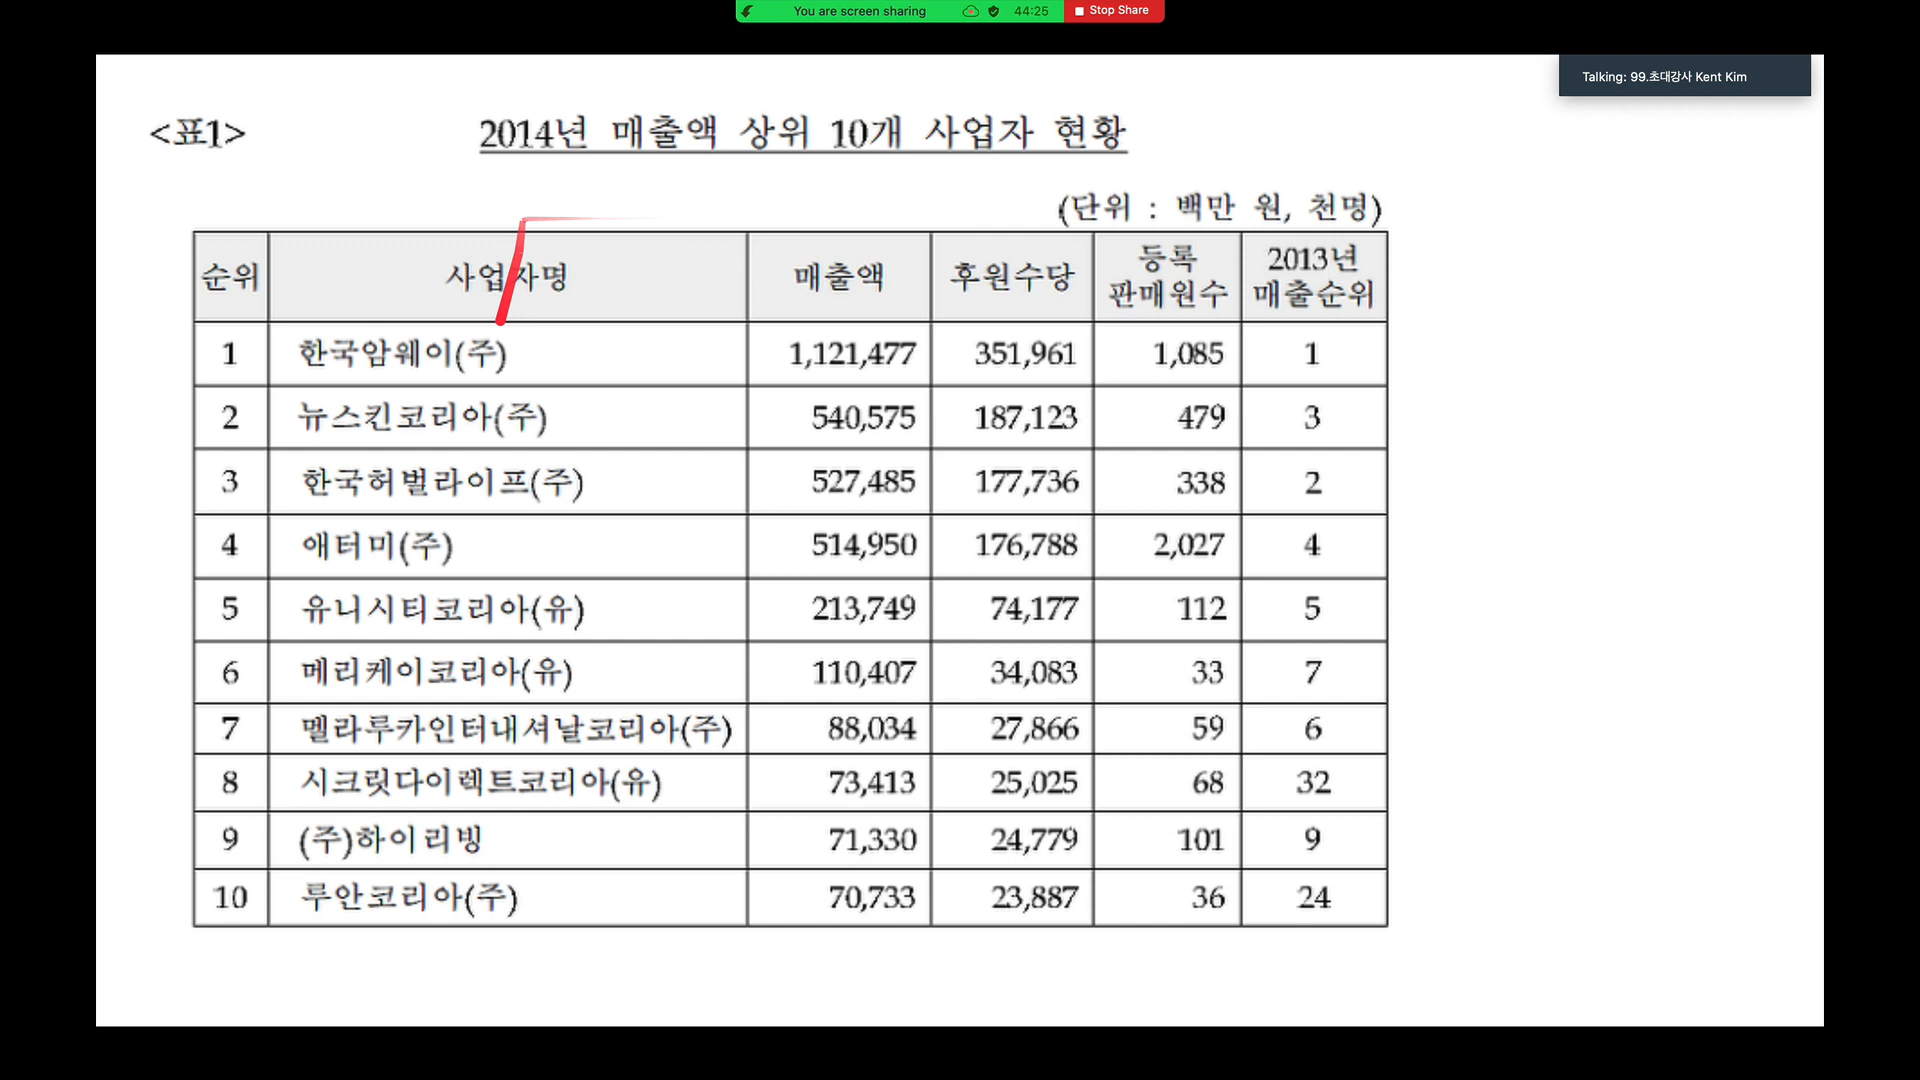 You are screen sharing 44:25 Stop Share
Talking: 99.초대강사 Kent Kim
<표1> 2014년 매출액 상위 10개 사업자 현황
(단위 : 백만 원, 천명)
순위 사업자명 매출액 후원수당 등록 판매원수 2013년 매출순위
1 한국암웨이(주) 1,121,477 351,961 1,085 1
2 뉴스킨코리아(주) 540,575 187,123 479 3
3 한국허벌라이프(주) 527,485 177,736 338 2
4 애터미(주) 514,950 176,788 2,027 4
5 유니시티코리아(유) 213,749 74,177 112 5
6 메리케이코리아(유) 110,407 34,083 33 7
7 멜라루카인터내셔날코리아(주) 88,034 27,866 59 6
8 시크릿다이렉트코리아(유) 73,413 25,025 68 32
9 (주)하이리빙 71,330 24,779 101 9
10 루안코리아(주) 70,733 23,887 36 24